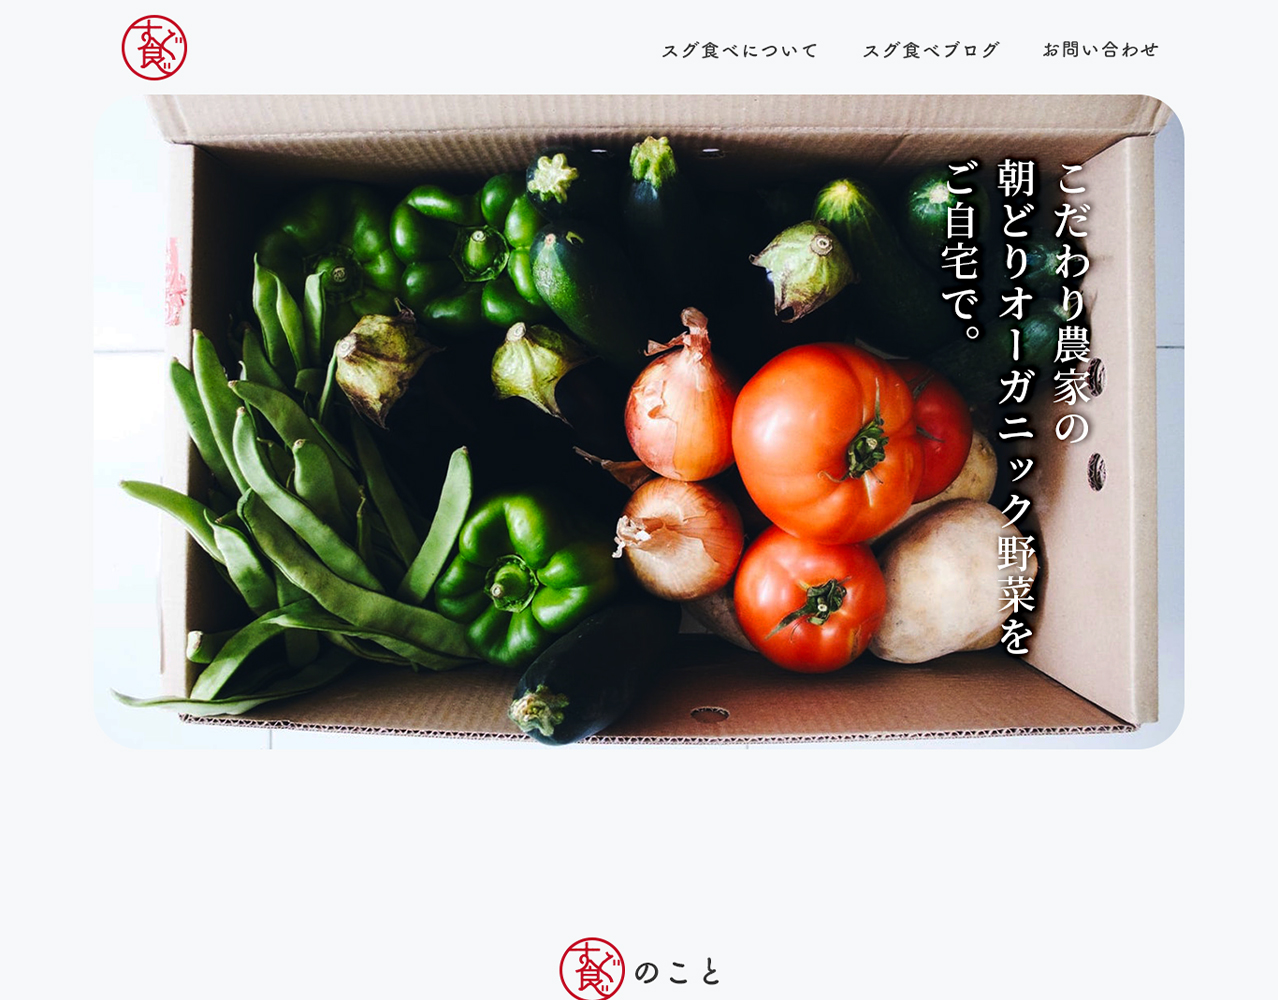 すぐ食べ
スグ食べについて
スグ食べブログ
お問い合わせ
こだわり農家の
朝どりオーガニック野菜を
ご自宅で。
すぐ食べ
のこと